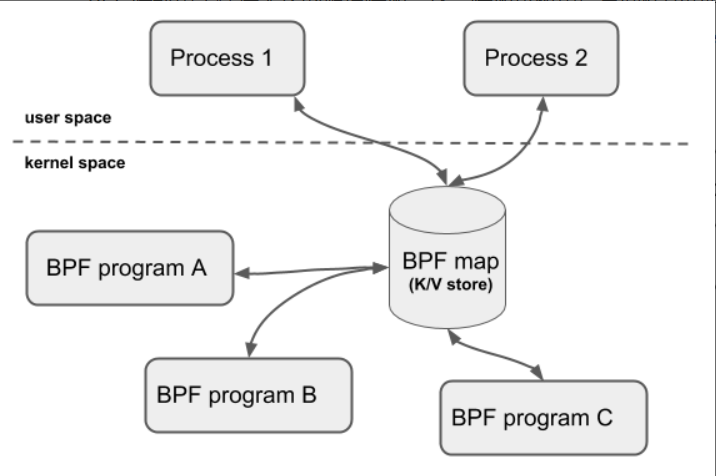 Process 1
Process 2
user space
kernel space
BPF program A
BPF map
(K/V store)
BPF program B
BPF program C